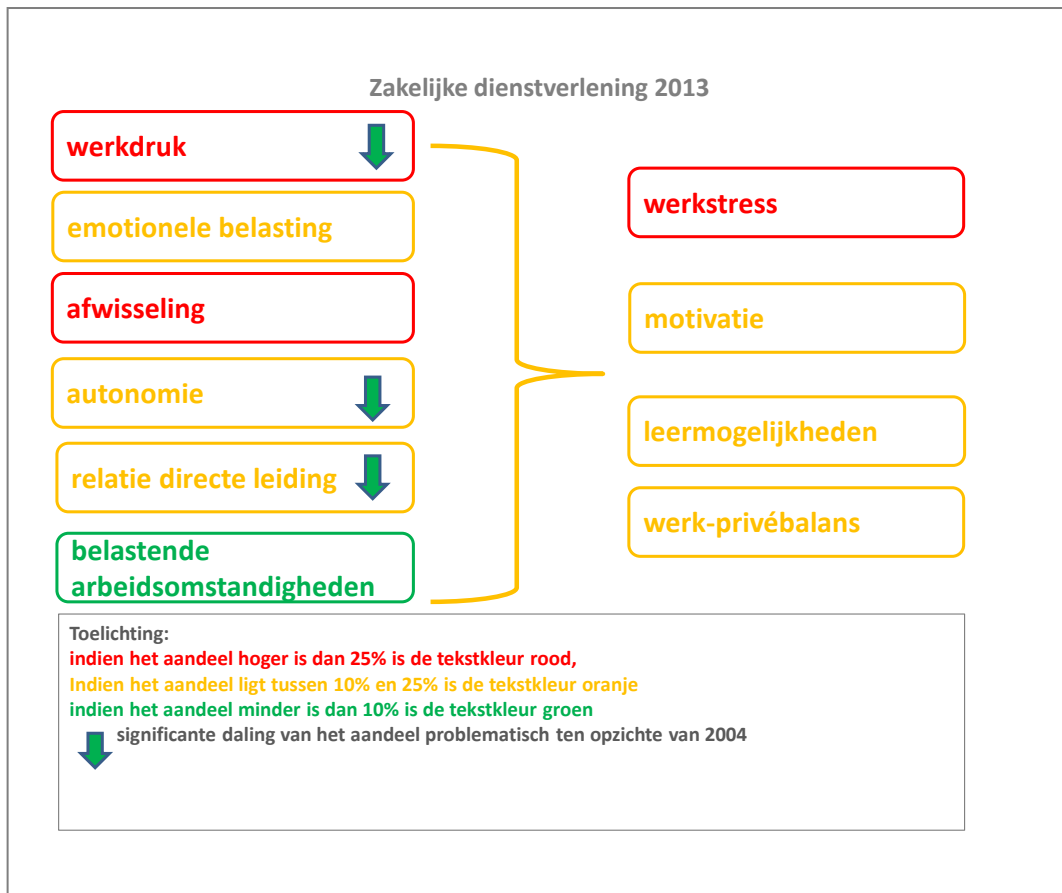 Zakelijke dienstverlening 2013
werkdruk
emotionele belasting
afwisseling
autonomie
relatie directe leiding
belastende
arbeidsomstandigheden
werkstress
motivatie
leermogelijkheden
werk-privébalans
Toelichting:
indien het aandeel hoger is dan 25% is de tekstkleur rood,
Indien het aandeel ligt tussen 10% en 25% is de tekstkleur oranje
indien het aandeel minder is dan 10% is de tekstkleur groen
significante daling van het aandeel problematisch ten opzichte van 2004